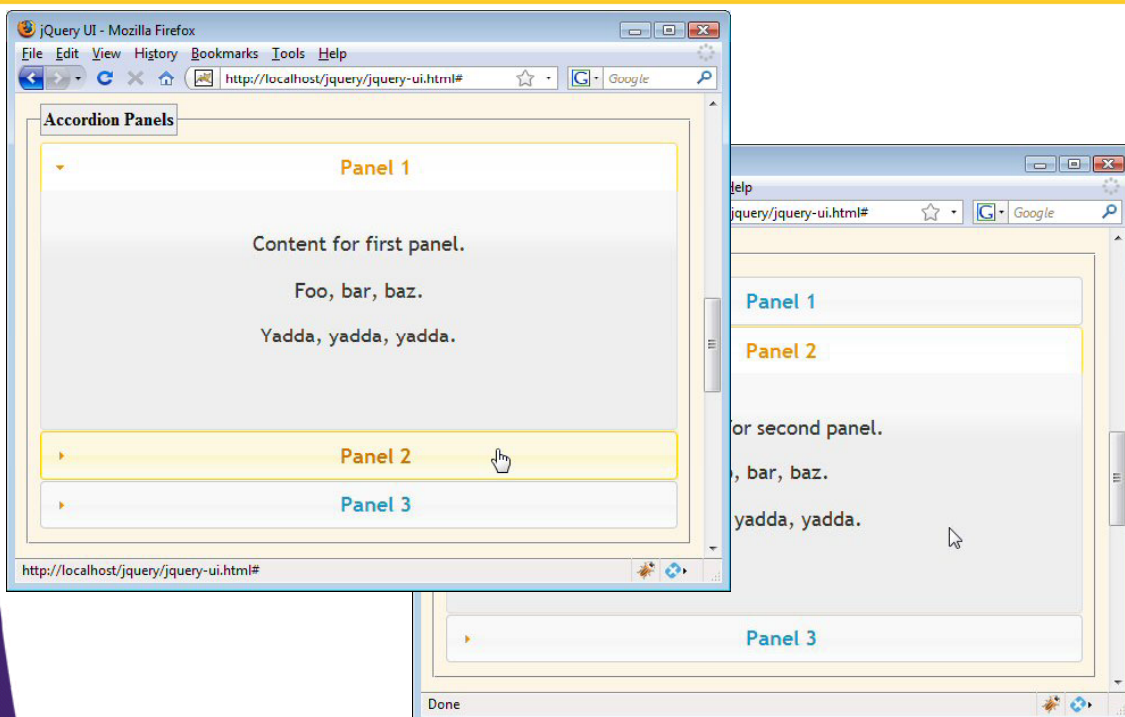 jQuery UI - Mozilla Firefox
File Edit View History Bookmarks Tools Help
http://localhost/jquery/jquery-ui.html# G Google
Accordion Panels
Panel 1
Content for first panel.
Foo, bar, baz.
Yadda, yadda, yadda.
Panel 2
Panel 3
http://localhost/jquery/jquery-ui.html#
Help
jquery/jquery-ui.html# G Google
Panel 1
Panel 2
or second panel.
, bar, baz.
yadda, yadda.
Panel 3
Done